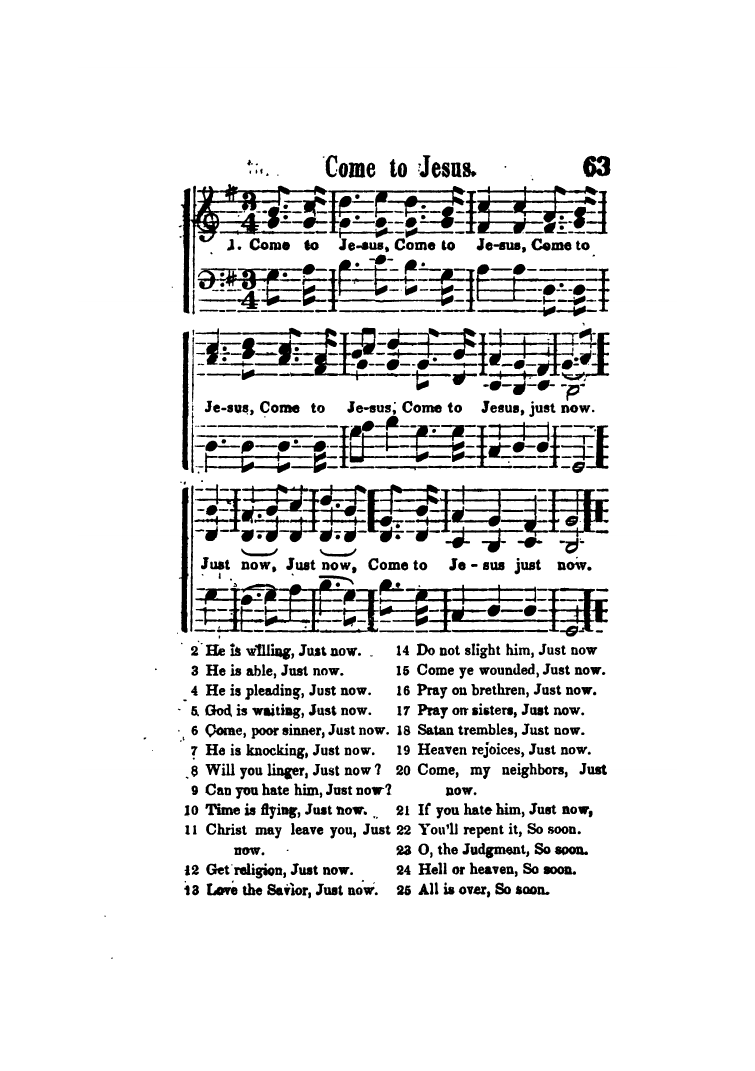 Come to Jesus.
63
3 4
1. Come to Je-sus, Come to Je-sus, Come to
3 4
Je-sus, Come to Je-sus, Come to Jesus, just now.
Just now, Just now, Come to Je - sus just now.
2 He is willing, Just now.
3 He is able, Just now.
4 He is pleading, Just now.
5 God is waiting, Just now.
6 Come, poor sinner, Just now.
7 He is knocking, Just now.
8 Will you linger, Just now?
9 Can you hate him, Just now?
10 Time is flying, Just now.
11 Christ may leave you, Just
now.
12 Get religion, Just now.
13 Love the Savior, Just now.
14 Do not slight him, Just now
15 Come ye wounded, Just now.
16 Pray on brethren, Just now.
17 Pray on sisters, Just now.
18 Satan trembles, Just now.
19 Heaven rejoices, Just now.
20 Come, my neighbors, Just
now.
21 If you hate him, Just now,
22 You'll repent it, So soon.
23 O, the Judgment, So soon.
24 Hell or heaven, So soon.
25 All is over, So soon.